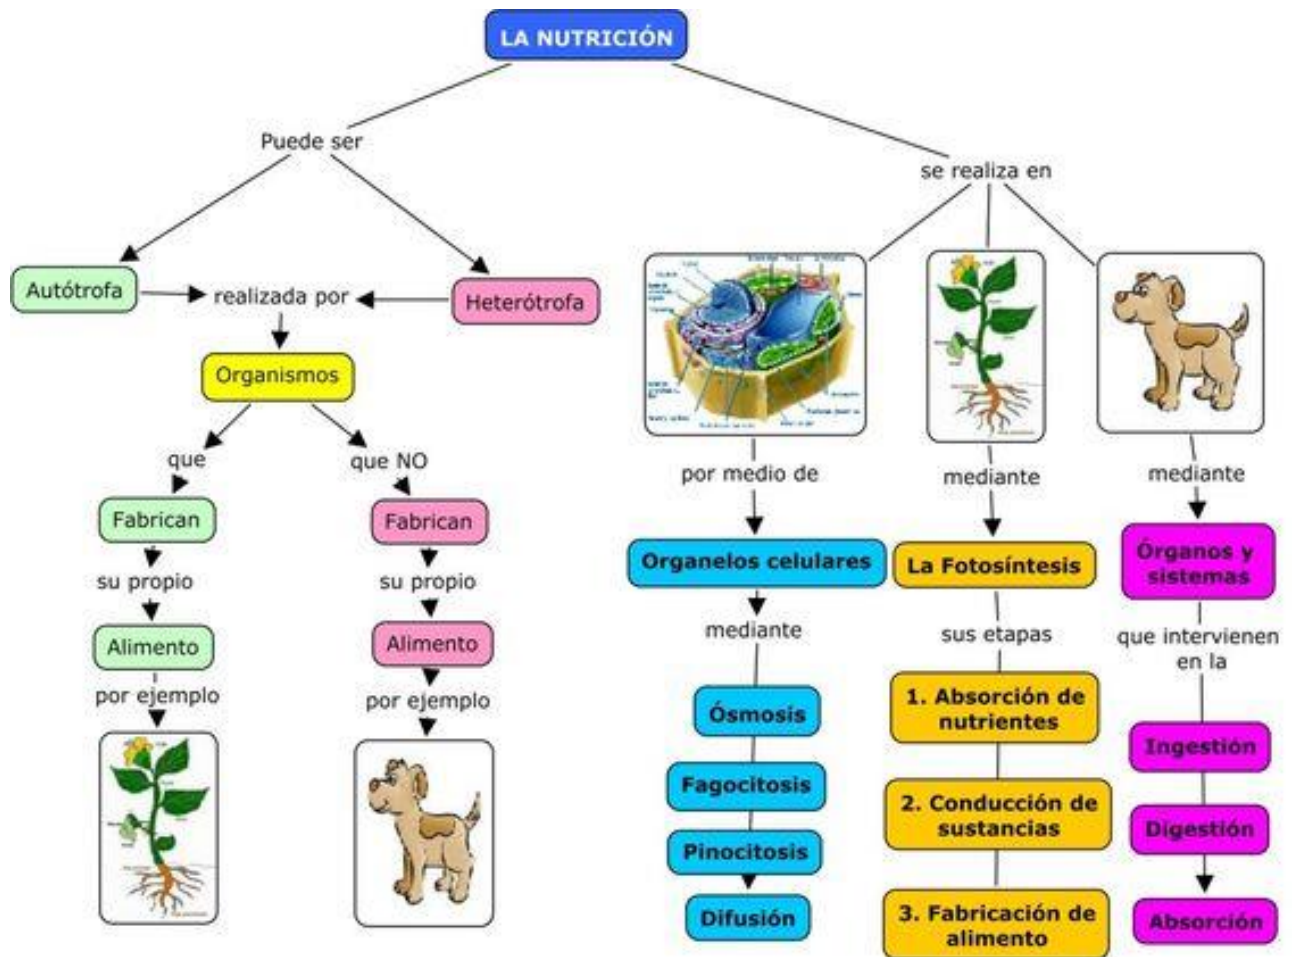 LA NUTRICIÓN
Puede ser
se realiza en
Autótrofa
realizada por
Heterótrofa
Organismos
que
que NO
Fabrican
Fabrican
su propio
su propio
Alimento
Alimento
por ejemplo
por ejemplo
por medio de
mediante
mediante
Organelos celulares
La Fotosíntesis
Órganos y
sistemas
mediante
sus etapas
que intervienen
en la
Ósmosis
Fagocitosis
Pinocitosis
Difusión
1. Absorción de
nutrientes
2. Conducción de
sustancias
3. Fabricación de
alimento
Ingestión
Digestión
Absorción